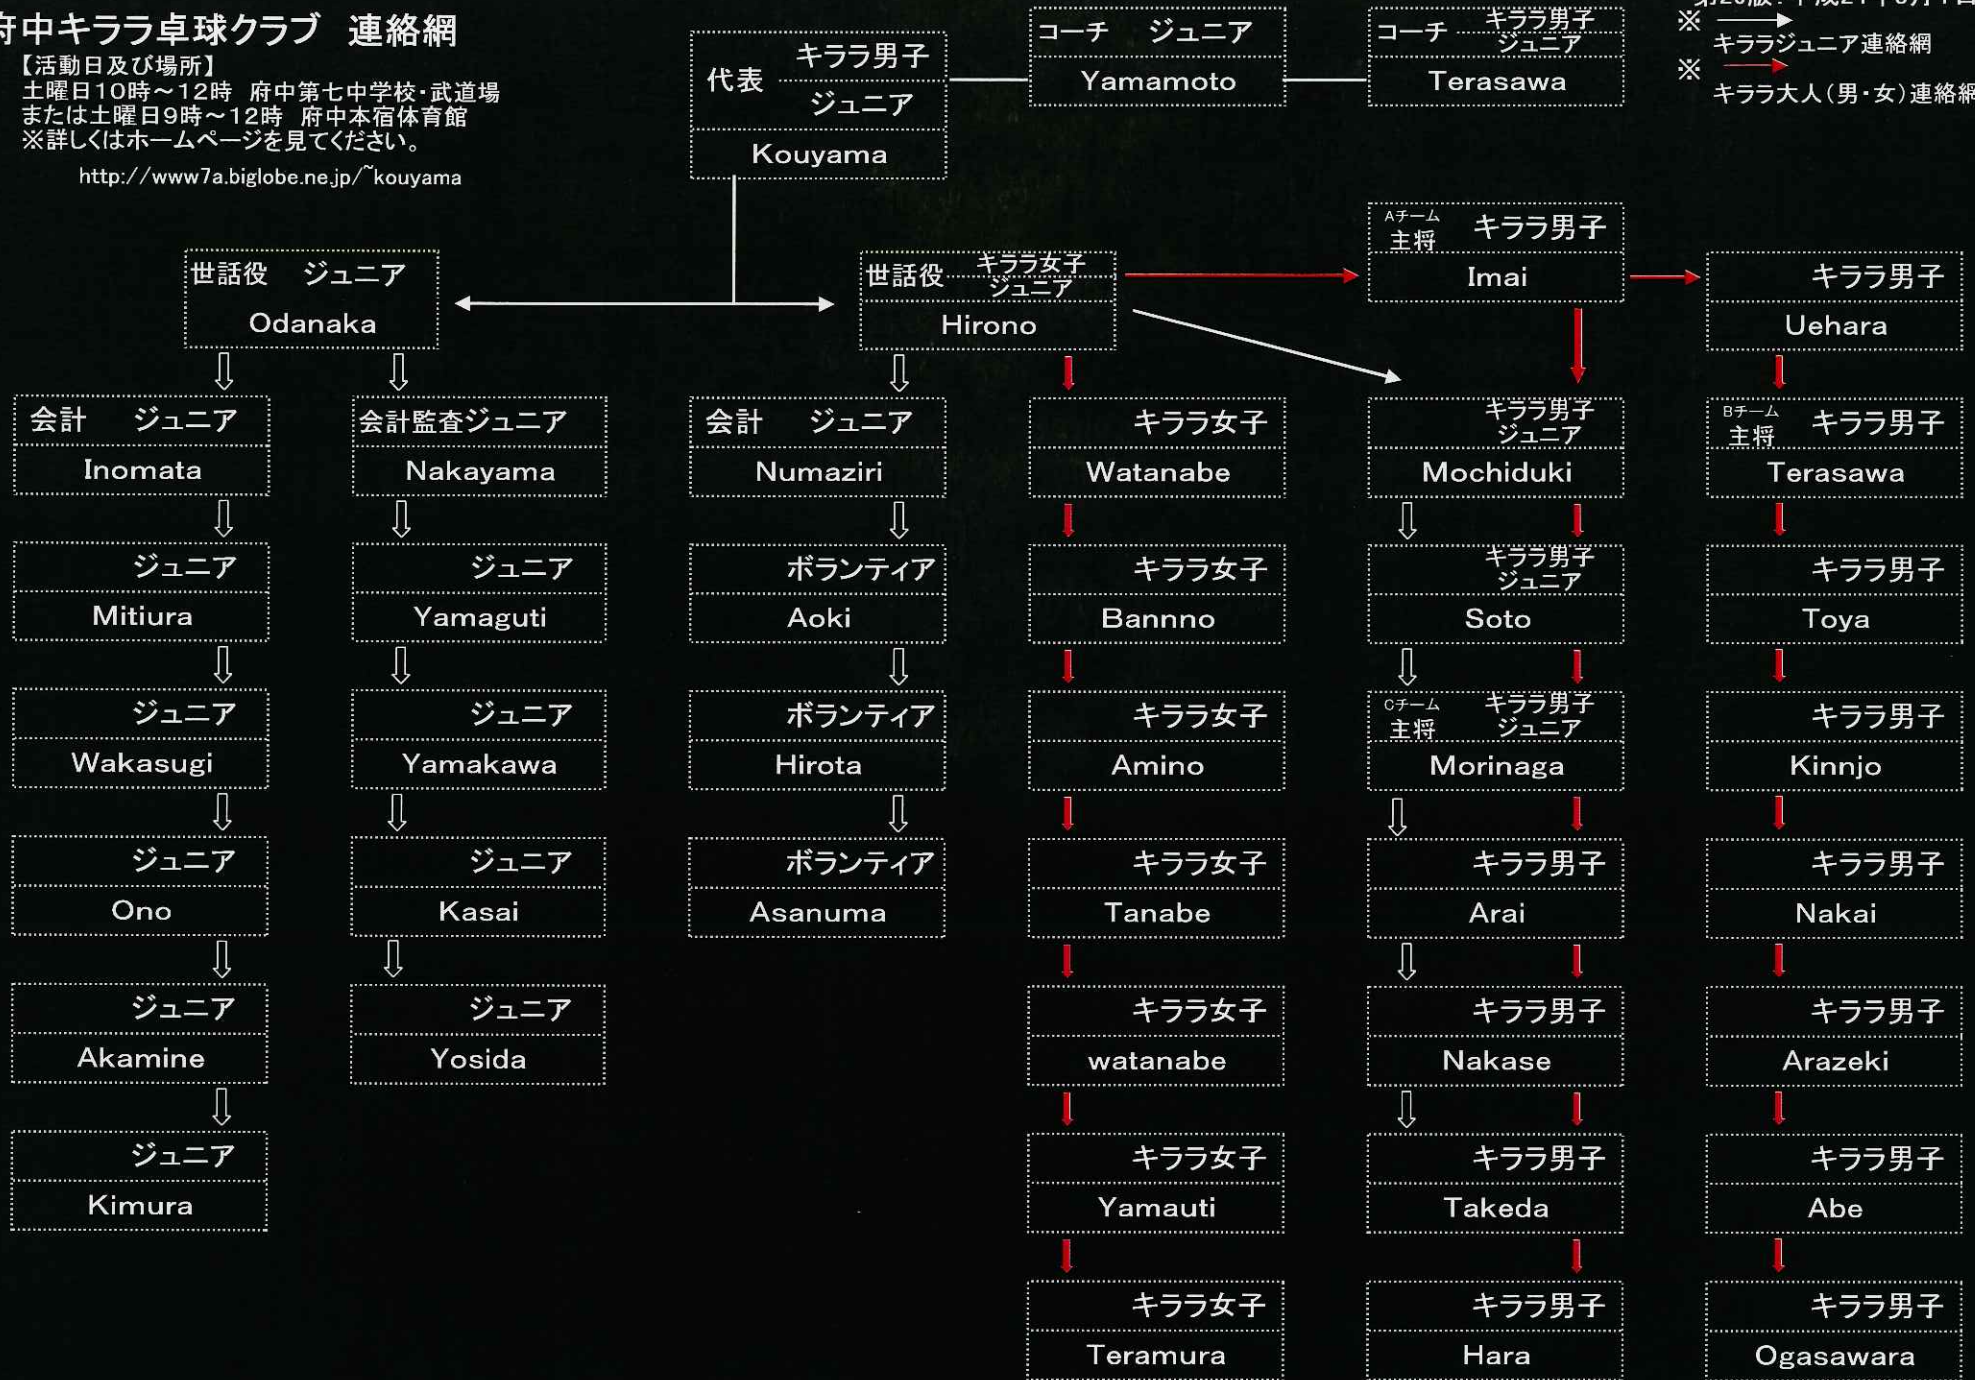 府中キララ卓球クラブ 連絡網
【活動日及び場所】
土曜日10時～12時 府中第七中学校・武道場
または土曜日9時～12時 府中本宿体育館
※詳しくはホームページを見てください。
http://www7a.biglobe.ne.jp/~kouyama
代表 キララ男子
ジュニア
Kouyama
コーチ ジュニア
Yamamoto
コーチ キララ男子
ジュニア
Terasawa
※
キララジュニア連絡網
※
キララ大人(男・女)連絡網
世話役 ジュニア
Odanaka
世話役 キララ女子
ジュニア
Hirono
Aチーム
主将 キララ男子
Imai
キララ男子
Uehara
会計 ジュニア
Inomata
会計監査ジュニア
Nakayama
会計 ジュニア
Numaziri
キララ女子
Watanabe
キララ男子
ジュニア
Mochiduki
Bチーム
主将 キララ男子
Terasawa
ジュニア
Mitiura
ジュニア
Yamaguti
ボランティア
Aoki
キララ女子
Bannno
キララ男子
ジュニア
Soto
キララ男子
Toya
ジュニア
Wakasugi
ジュニア
Yamakawa
ボランティア
Hirota
キララ女子
Amino
Cチーム キララ男子
主将 ジュニア
Morinaga
キララ男子
Kinnjo
ジュニア
Ono
ジュニア
Kasai
ボランティア
Asanuma
キララ女子
Tanabe
キララ男子
Arai
キララ男子
Nakai
ジュニア
Akamine
ジュニア
Yosida
キララ女子
watanabe
キララ男子
Nakase
キララ男子
Arazeki
ジュニア
Kimura
キララ女子
Yamauti
キララ男子
Takeda
キララ男子
Abe
キララ女子
Teramura
キララ男子
Hara
キララ男子
Ogasawara